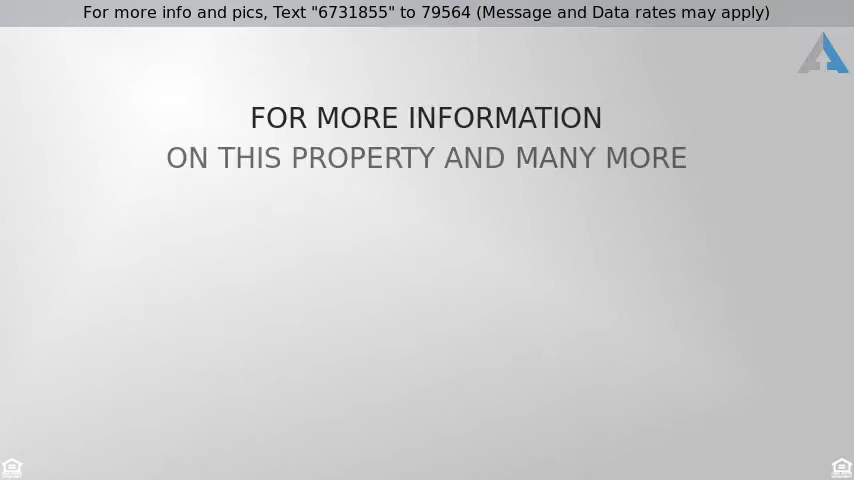 For more info and pics, Text "6731855" to 79564 (Message and Data rates may apply)
FOR MORE INFORMATION
ON THIS PROPERTY AND MANY MORE